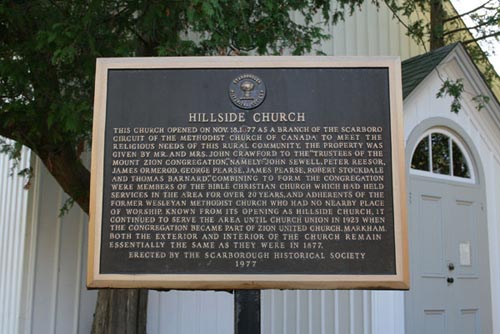 HILLSIDE CHURCH
THIS CHURCH OPENED ON NOV. 18, 1877 AS A BRANCH OF THE SCARBORO
CIRCUIT OF THE METHODIST CHURCH OF CANADA TO MEET THE
RELIGIOUS NEEDS OF THIS RURAL COMMUNITY. THE PROPERTY WAS
GIVEN BY MR. AND MRS. JOHN CRAWFORD TO THE "TRUSTEES OF THE
MOUNT ZION CONGREGATION," NAMELY "JOHN SEWELL, PETER REESOR,
JAMES ORMEROD, GEORGE PEARSE, JAMES PEARSE, ROBERT STOCKDALE
AND THOMAS BARNARD." COMBINING TO FORM THE CONGREGATION
WERE MEMBERS OF THE BIBLE CHRISTIAN CHURCH WHICH HAD HELD
SERVICES IN THE AREA FOR OVER 20 YEARS, AND ADHERENTS OF THE
FORMER WESLEYAN METHODIST CHURCH WHO HAD NO NEARBY PLACE
OF WORSHIP. KNOWN FROM ITS OPENING AS HILLSIDE CHURCH, IT
CONTINUED TO SERVE THE AREA UNTIL CHURCH UNION IN 1925 WHEN
THE CONGREGATION BECAME PART OF ZION UNITED CHURCH, MARKHAM.
BOTH THE EXTERIOR AND INTERIOR OF THE CHURCH REMAIN
ESSENTIALLY THE SAME AS THEY WERE IN 1877.
ERECTED BY THE SCARBOROUGH HISTORICAL SOCIETY
1977